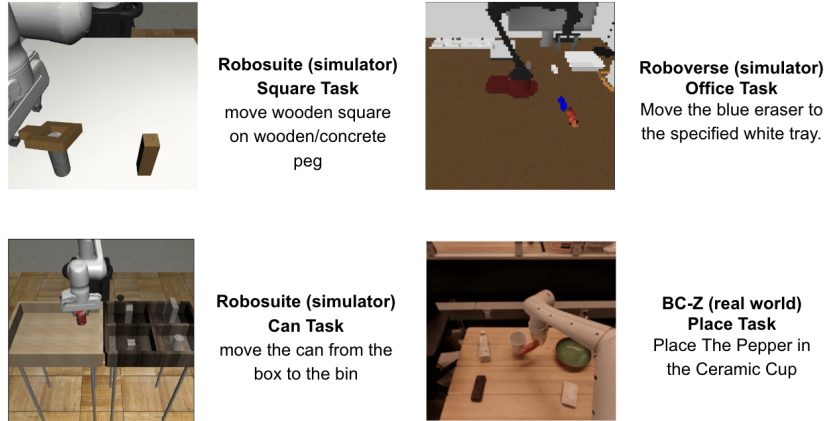 Robosuite (simulator)
Square Task
move wooden square
on wooden/concrete
peg
Roboverse (simulator)
Office Task
Move the blue eraser to
the specified white tray.
Robosuite (simulator)
Can Task
move the can from the
box to the bin
BC-Z (real world)
Place Task
Place The Pepper in
the Ceramic Cup